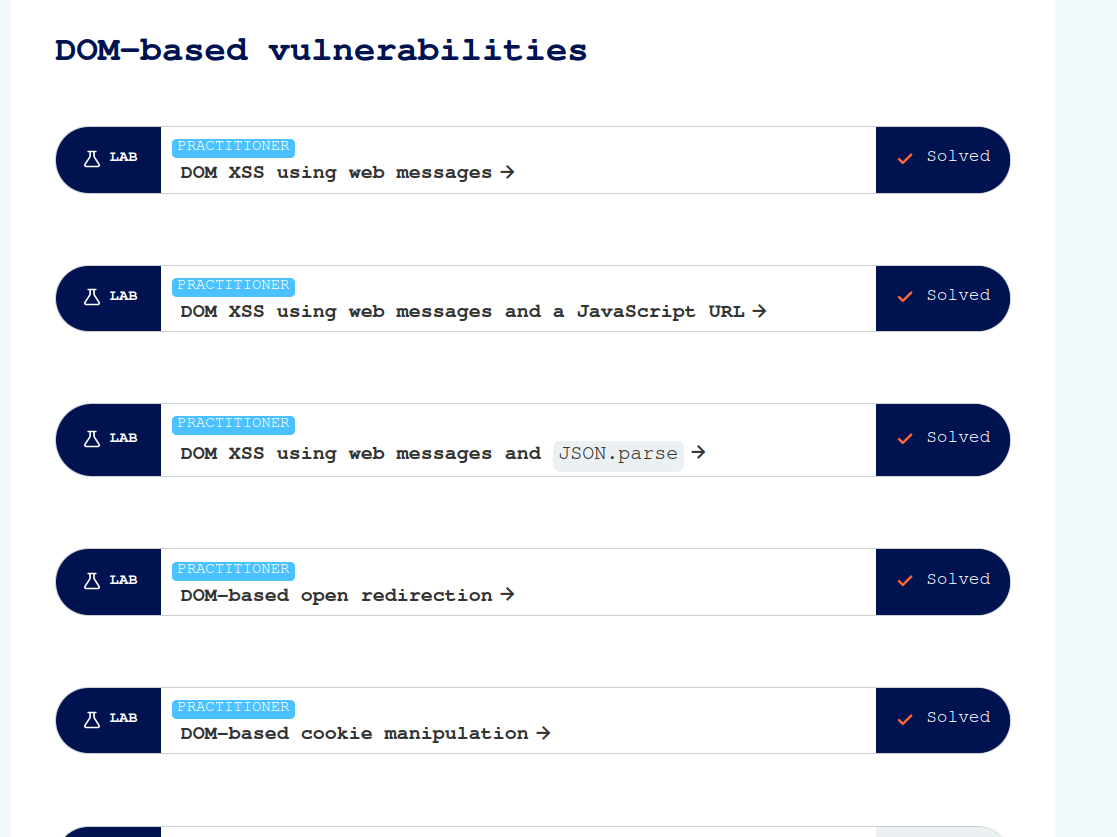 DOM-based vulnerabilities
LAB
PRACTITIONER
DOM XSS using web messages →
Solved
LAB
PRACTITIONER
DOM XSS using web messages and a JavaScript URL →
Solved
LAB
PRACTITIONER
DOM XSS using web messages and JSON.parse →
Solved
LAB
PRACTITIONER
DOM-based open redirection →
Solved
LAB
PRACTITIONER
DOM-based cookie manipulation →
Solved